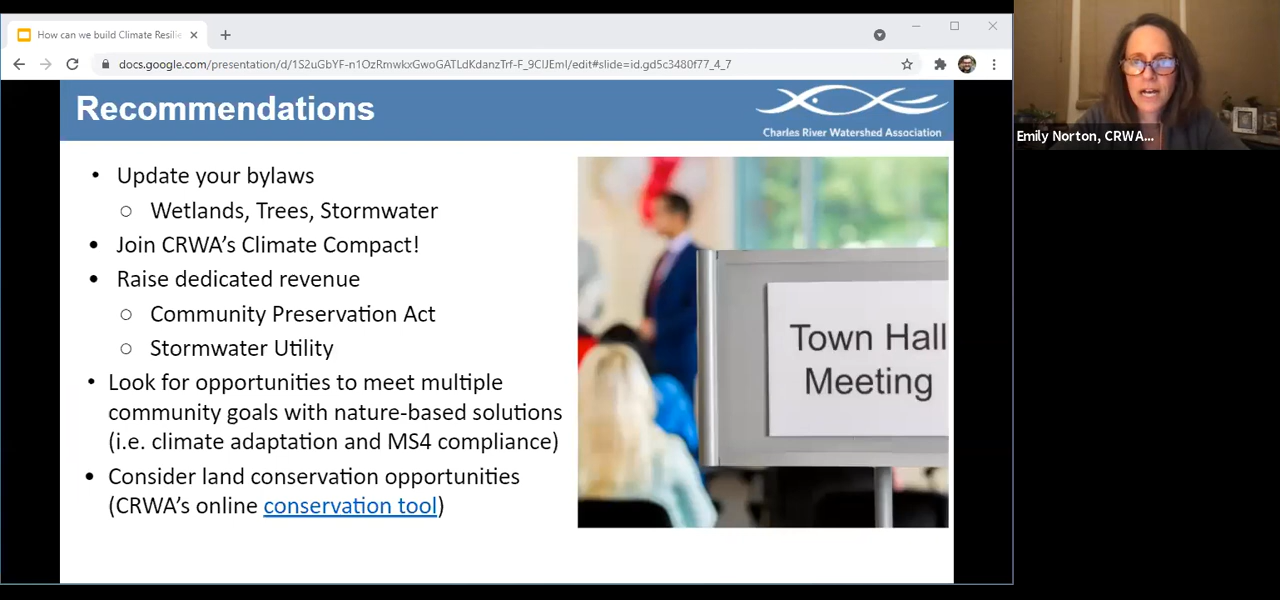 How can we build Climate Resilie
docs.google.com/presentation/d/1S2uGbYF-n1OzRmwkxGwoGATLdKdanzTrf-F_9ClJEmI/edit#slide=id.gd5c3480f77_4_7
Recommendations
Charles River Watershed Association
• Update your bylaws
○ Wetlands, Trees, Stormwater
• Join CRWA's Climate Compact!
• Raise dedicated revenue
○ Community Preservation Act
○ Stormwater Utility
• Look for opportunities to meet multiple
community goals with nature-based solutions
(i.e. climate adaptation and MS4 compliance)
• Consider land conservation opportunities
(CRWA's online conservation tool)
Town Hall
Meeting
Emily Norton, CRWA...